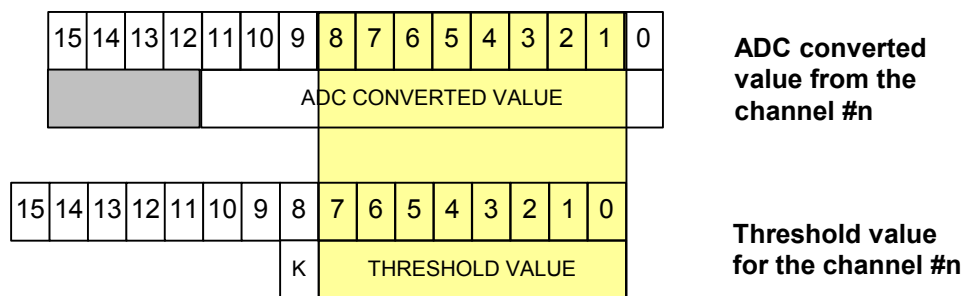 15 14 13 12 11 10 9 8 7 6 5 4 3 2 1 0
ADC CONVERTED VALUE
ADC converted
value from the
channel #n
15 14 13 12 11 10 9 8 7 6 5 4 3 2 1 0
K THRESHOLD VALUE
Threshold value
for the channel #n